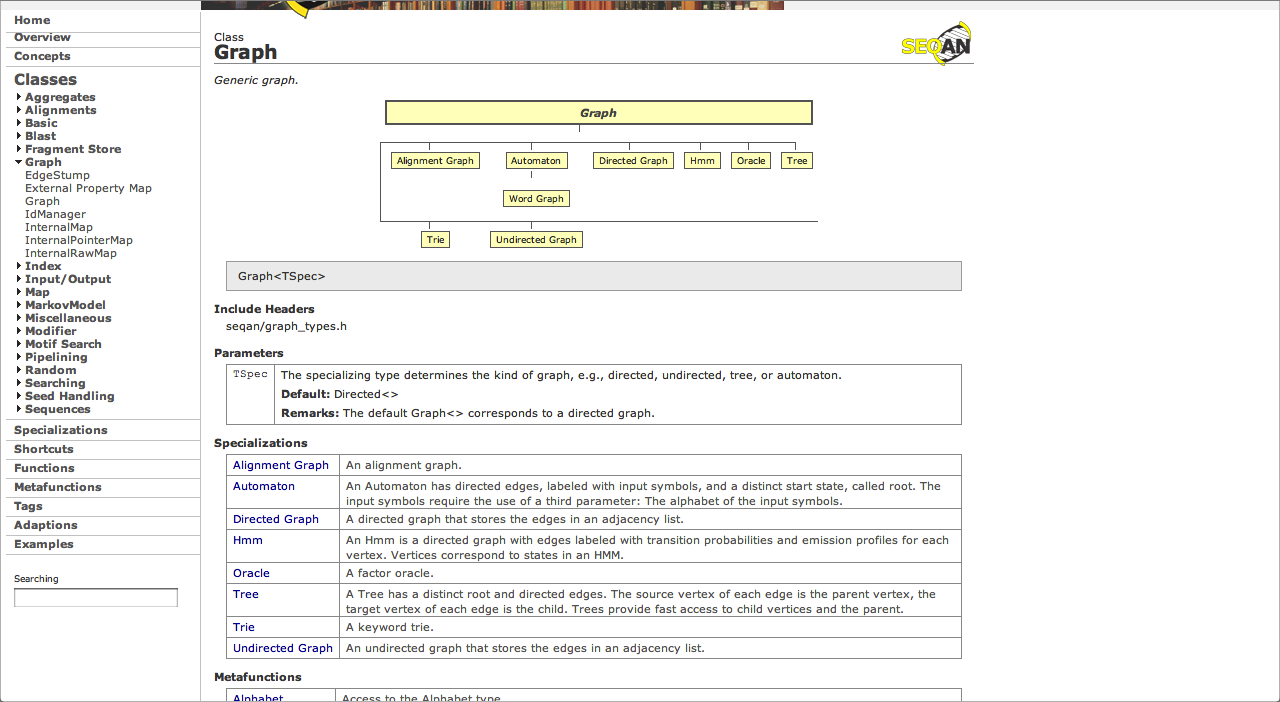 Home
Overview
Concepts
Classes
Aggregates
Alignments
Basic
Blast
Fragment Store
Graph
EdgeStump
External Property Map
Graph
IdManager
InternalMap
InternalPointerMap
InternalRawMap
Index
Input/Output
Map
MarkovModel
Miscellaneous
Modifier
Motif Search
Pipelining
Random
Searching
Seed Handling
Sequences
Specializations
Shortcuts
Functions
Metafunctions
Tags
Adaptions
Examples
Searching
Class
Graph
SEQAN
Generic graph.
Graph
Alignment Graph Automaton Directed Graph Hmm Oracle Tree
Word Graph
Trie Undirected Graph
Graph<TSpec>
Include Headers
seqan/graph_types.h
Parameters
TSpec The specializing type determines the kind of graph, e.g., directed, undirected, tree, or automaton.
Default: Directed<>
Remarks: The default Graph<> corresponds to a directed graph.
Specializations
Alignment Graph An alignment graph.
Automaton An Automaton has directed edges, labeled with input symbols, and a distinct start state, called root. The
input symbols require the use of a third parameter: The alphabet of the input symbols.
Directed Graph A directed graph that stores the edges in an adjacency list.
Hmm An Hmm is a directed graph with edges labeled with transition probabilities and emission profiles for each
vertex. Vertices correspond to states in an HMM.
Oracle A factor oracle.
Tree A Tree has a distinct root and directed edges. The source vertex of each edge is the parent vertex, the
target vertex of each edge is the child. Trees provide fast access to child vertices and the parent.
Trie A keyword trie.
Undirected Graph An undirected graph that stores the edges in an adjacency list.
Metafunctions
Alphabet Access to the Alphabet type